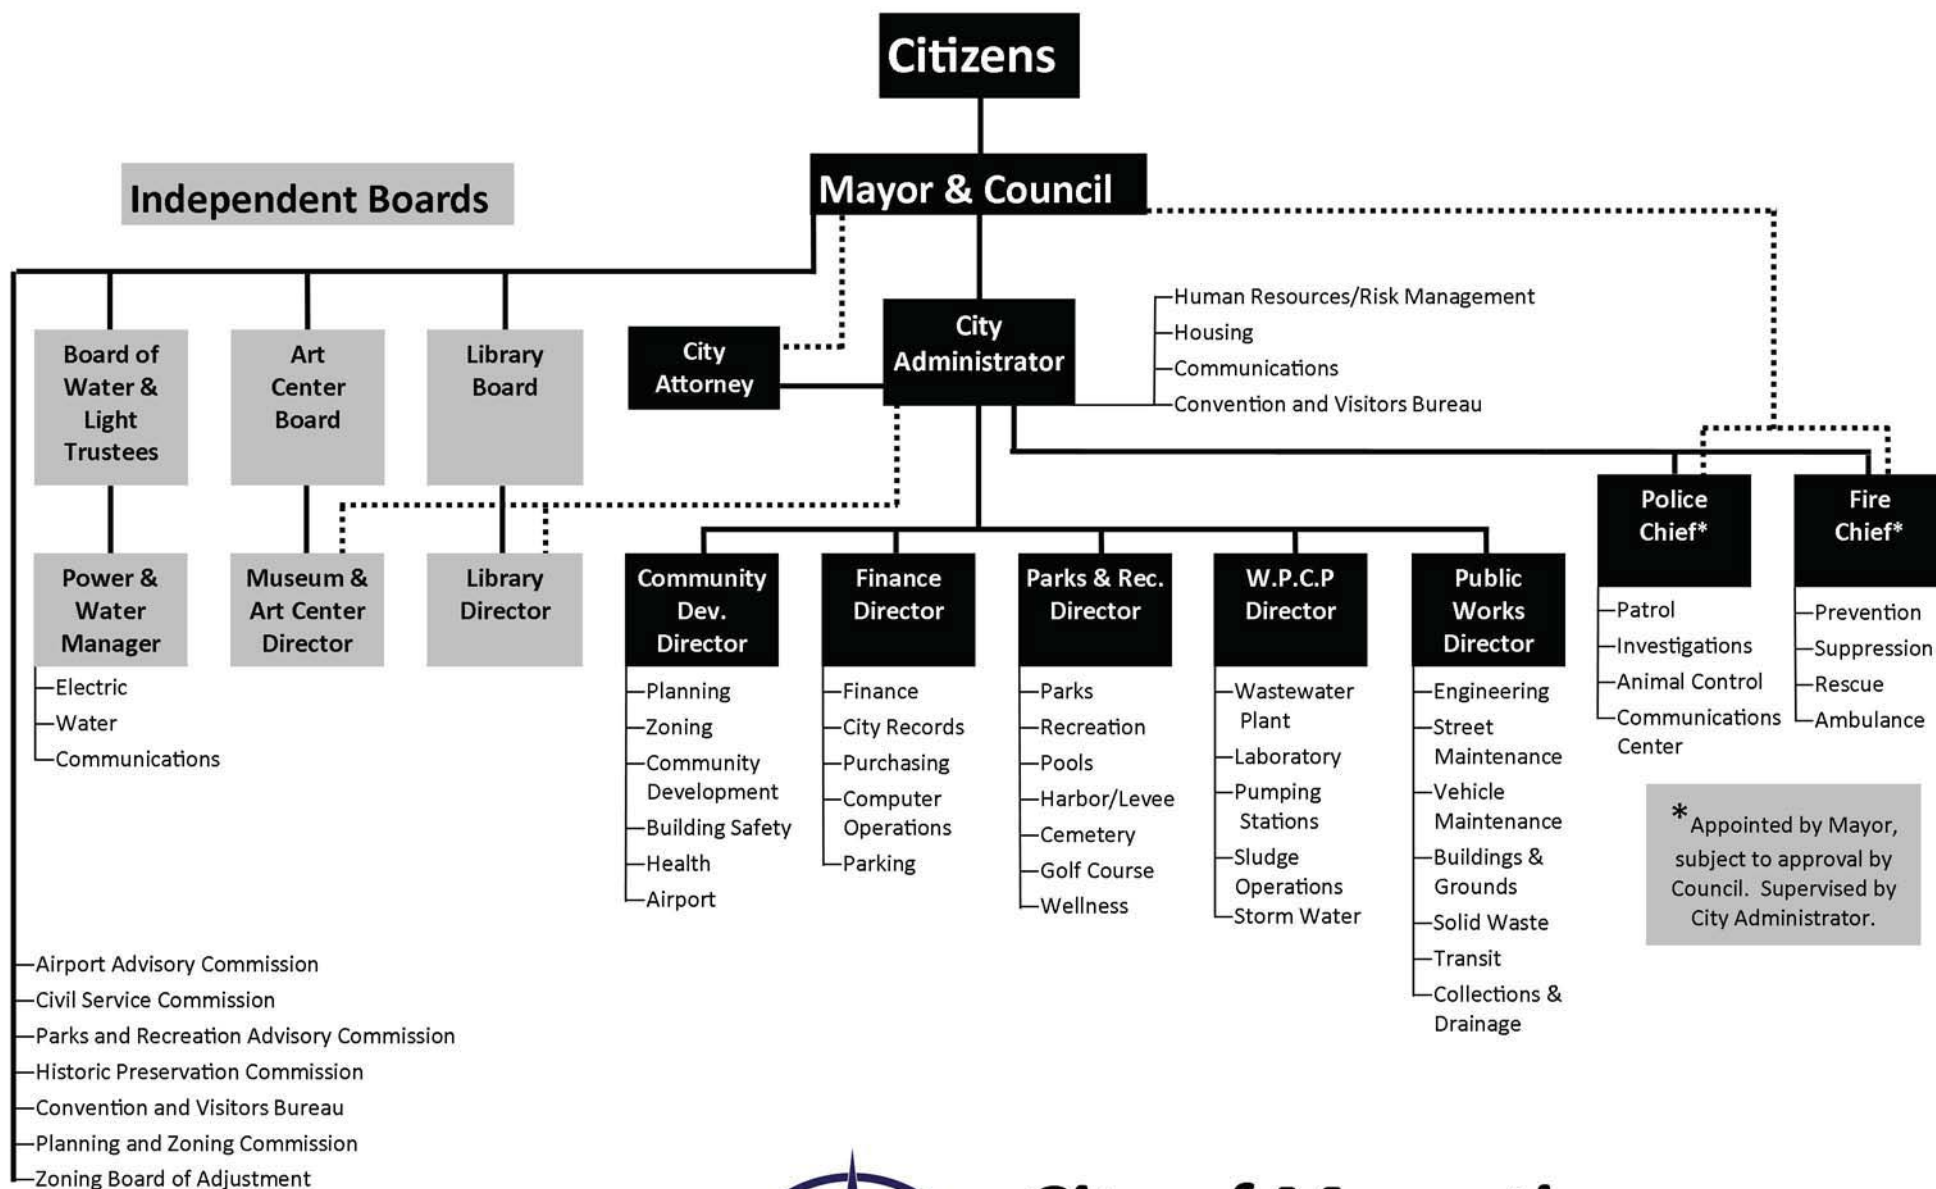 Citizens
Mayor & Council
Independent Boards
Board of
Water &
Light
Trustees
Art
Center
Board
Library
Board
City
Attorney
City
Administrator
Human Resources/Risk Management
Housing
Communications
Convention and Visitors Bureau
Power &
Water
Manager
Electric
Water
Communications
Museum &
Art Center
Director
Library
Director
Community
Dev.
Director
Planning
Zoning
Community
Development
Building Safety
Health
Airport
Finance
Director
Finance
City Records
Purchasing
Computer
Operations
Parking
Parks & Rec.
Director
Parks
Recreation
Pools
Harbor/Levee
Cemetery
Golf Course
Wellness
W.P.C.P
Director
Wastewater
Plant
Laboratory
Pumping
Stations
Sludge
Operations
Storm Water
Public
Works
Director
Engineering
Street
Maintenance
Vehicle
Maintenance
Buildings &
Grounds
Solid Waste
Transit
Collections &
Drainage
Police
Chief*
Patrol
Investigations
Animal Control
Communications
Center
Fire
Chief*
Prevention
Suppression
Rescue
Ambulance
*Appointed by Mayor,
subject to approval by
Council. Supervised by
City Administrator.
Airport Advisory Commission
Civil Service Commission
Parks and Recreation Advisory Commission
Historic Preservation Commission
Convention and Visitors Bureau
Planning and Zoning Commission
Zoning Board of Adjustment
City of